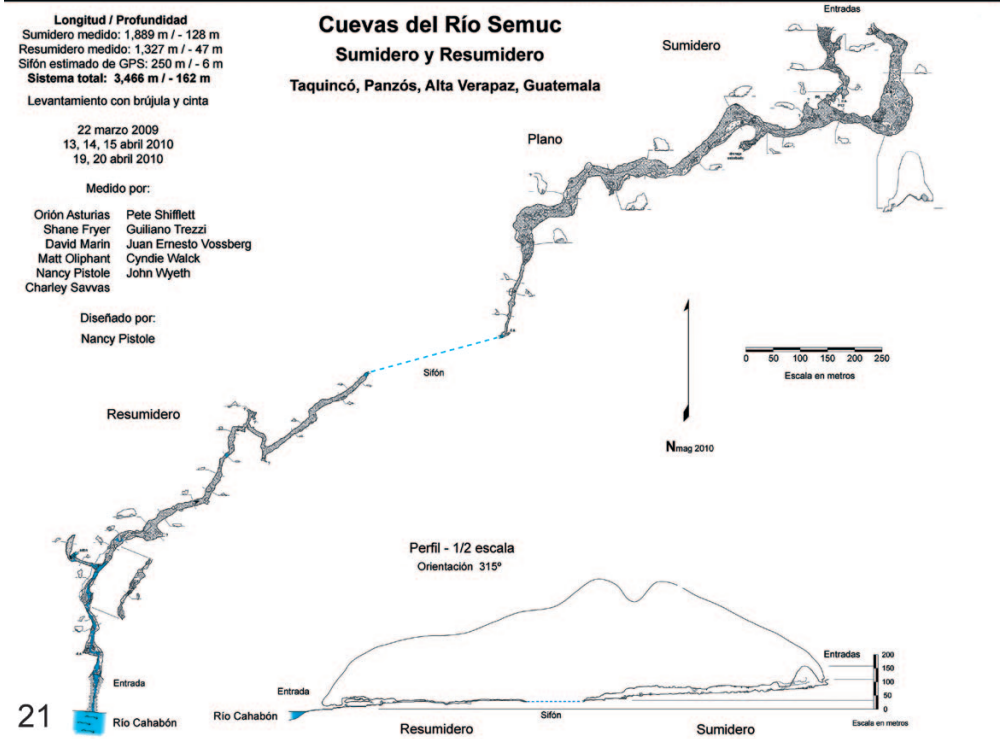 Longitud / Profundidad
Sumidero medido: 1,889 m / - 128 m
Resumidero medido: 1,327 m / - 47 m
Sifón estimado de GPS: 250 m / - 6 m
Sistema total: 3,466 m / - 162 m
Levantamiento con brújula y cinta
22 marzo 2009
13, 14, 15 abril 2010
19, 20 abril 2010
Medido por:
Orión Asturias Pete Shifflett
Shane Fryer Guiliano Trezzi
David Marin Juan Ernesto Vossberg
Matt Oliphant Cyndie Walck
Nancy Pistole John Wyeth
Charley Savvas
Diseñado por:
Nancy Pistole
Cuevas del Río Semuc
Sumidero y Resumidero
Taquincó, Panzós, Alta Verapaz, Guatemala
Plano
Sumidero
Entradas
0 50 100 150 200 250
Escala en metros
Nmag 2010
Sifón
Resumidero
Entrada
Río Cahabón
21
Perfil - 1/2 escala
Orientación 315º
Entradas
200
150
100
50
0
Escala en metros
Entrada
Río Cahabón
Resumidero
Sifón
Sumidero